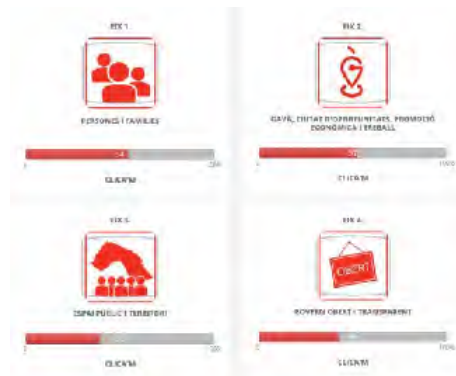 EIX 1.
PERSONES I FAMÍLIES
CLICA'M
EIX 2.
GAVÀ, CIUTAT D'OPORTUNITATS, PROMOCIÓ
ECONÒMICA I TREBALL
CLICA'M
EIX 3.
ESPAI PÚBLIC I TERRITORI
CLICA'M
EIX 4.
OBERT
GOVERN OBERT I TRANSPARENT
CLICA'M